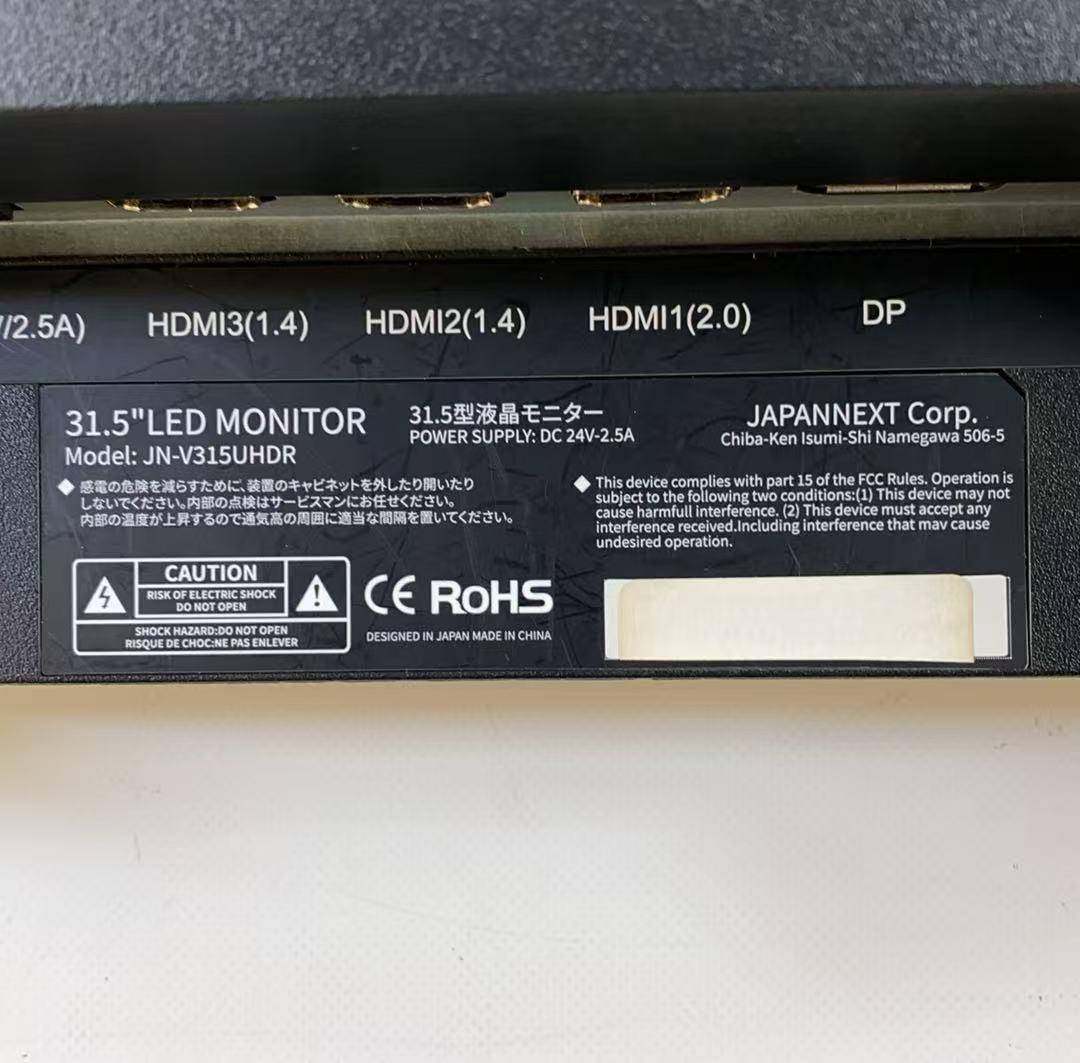 /2.5A)
HDMI3(1.4)
HDMI2(1.4)
HDMI1(2.0)
DP
31.5"LED MONITOR
Model: JN-V315UHDR
31.5型液晶モニター
POWER SUPPLY: DC 24V-2.5A
JAPANNEXT Corp.
Chiba-Ken Isumi-Shi Namegawa 506-5
◆ 感電の危険を減らすために、装置のキャビネットを外したり開いたり
しないでください。内部の点検はサービスマンにお任せください。
内部の温度が上昇するので通気高の周囲に適当な間隔を置いてください。
◆ This device complies with part 15 of the FCC Rules. Operation is
subject to the following two conditions:(1) This device may not
cause harmfull interference. (2) This device must accept any
interference received.Including interference that mav cause
undesired operation.
CAUTION
RISK OF ELECTRIC SHOCK
DO NOT OPEN
SHOCK HAZARD:DO NOT OPEN
RISQUE DE CHOC:NE PAS ENLEVER
CE RoHS
DESIGNED IN JAPAN MADE IN CHINA